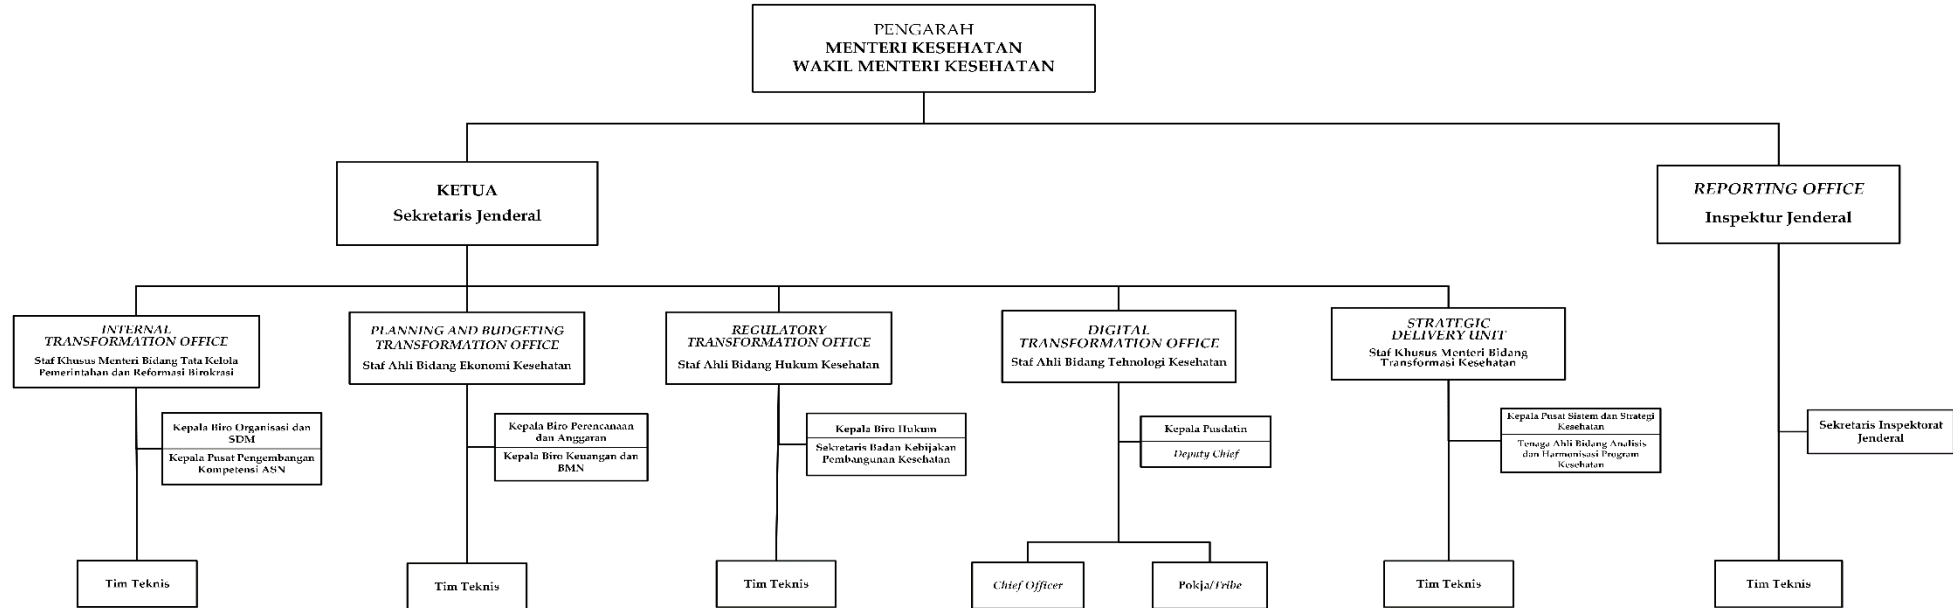 PENGARAH
MENTERI KESEHATAN
WAKIL MENTERI KESEHATAN
KETUA
Sekretaris Jenderal
REPORTING OFFICE
Inspektur Jenderal
INTERNAL
TRANSFORMATION OFFICE
Staf Khusus Menteri Bidang Tata Kelola
Pemerintahan dan Reformasi Birokrasi
PLANNING AND BUDGETING
TRANSFORMATION OFFICE
Staf Ahli Bidang Ekonomi Kesehatan
REGULATORY
TRANSFORMATION OFFICE
Staf Ahli Bidang Hukum Kesehatan
DIGITAL
TRANSFORMATION OFFICE
Staf Ahli Bidang Tehnologi Kesehatan
STRATEGIC
DELIVERY UNIT
Staf Khusus Menteri Bidang
Transformasi Kesehatan
Kepala Biro Organisasi dan
SDM
Kepala Pusat Pengembangan
Kompetensi ASN
Kepala Biro Perencanaan
dan Anggaran
Kepala Biro Keuangan dan
BMN
Kepala Biro Hukum
Sekretaris Badan Kebijakan
Pembangunan Kesehatan
Kepala Pusdatin
Deputy Chief
Kepala Pusat Sistem dan Strategi
Kesehatan
Tenaga Ahli Bidang Analisis
dan Harmonisasi Program
Kesehatan
Sekretaris Inspektorat
Jenderal
Tim Teknis
Tim Teknis
Tim Teknis
Chief Officer
Pokja/Tribe
Tim Teknis
Tim Teknis